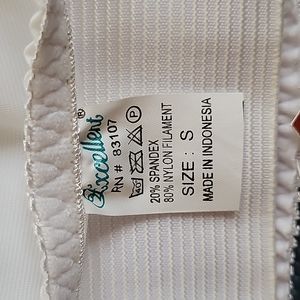 Excellent®
RN # 83107
20% SPANDEX
80% NYLON FILAMENT
SIZE : S
MADE IN INDONESIA